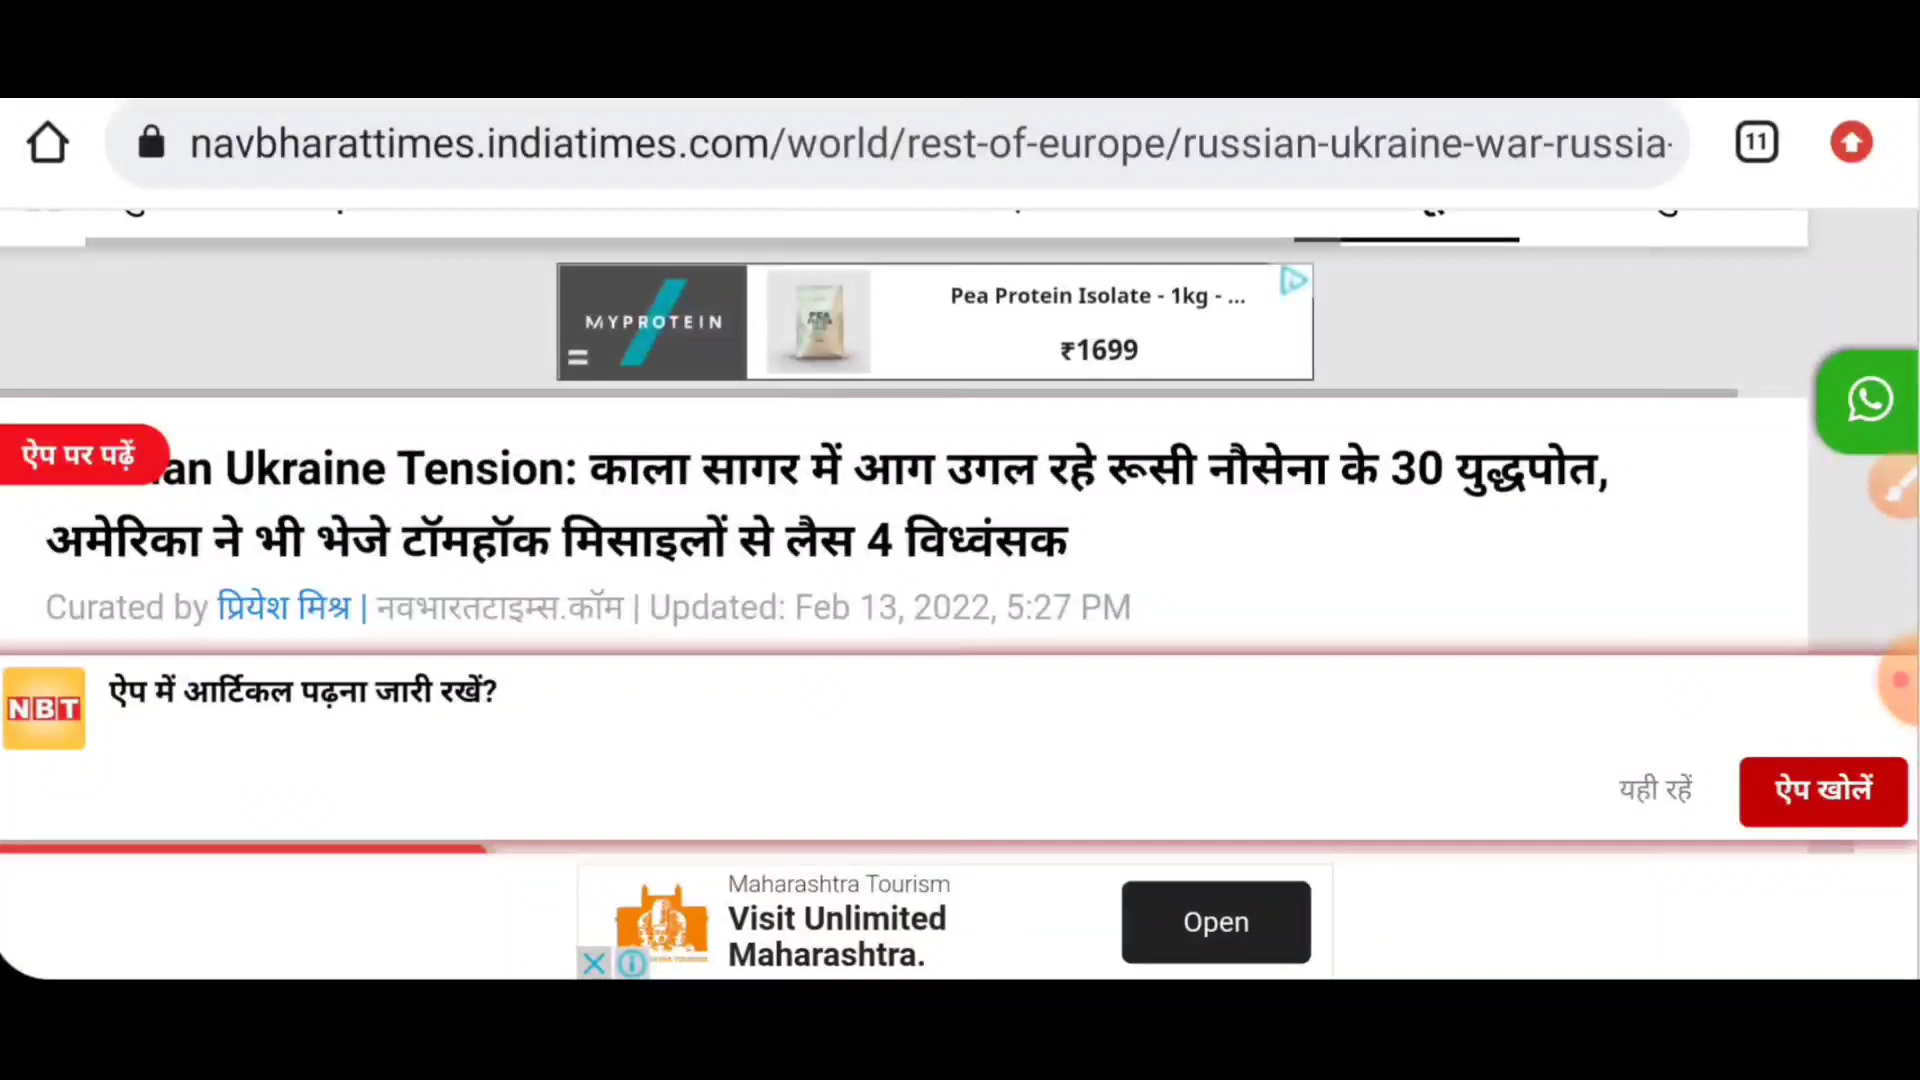 navbharattimes.indiatimes.com/world/rest-of-europe/russian-ukraine-war-russia-
11
MYPROTEIN
Pea Protein Isolate - 1kg - ...
₹1699
ऐप पर पढ़ें
an Ukraine Tension: काला सागर में आग उगल रहे रूसी नौसेना के 30 युद्धपोत,
अमेरिका ने भी भेजे टॉमहॉक मिसाइलों से लैस 4 विध्वंसक
Curated by प्रियेश मिश्र | नवभारतटाइम्स.कॉम | Updated: Feb 13, 2022, 5:27 PM
NBT
ऐप में आर्टिकल पढ़ना जारी रखें?
यही रहें
ऐप खोलें
Maharashtra Tourism
Visit Unlimited
Maharashtra.
Open